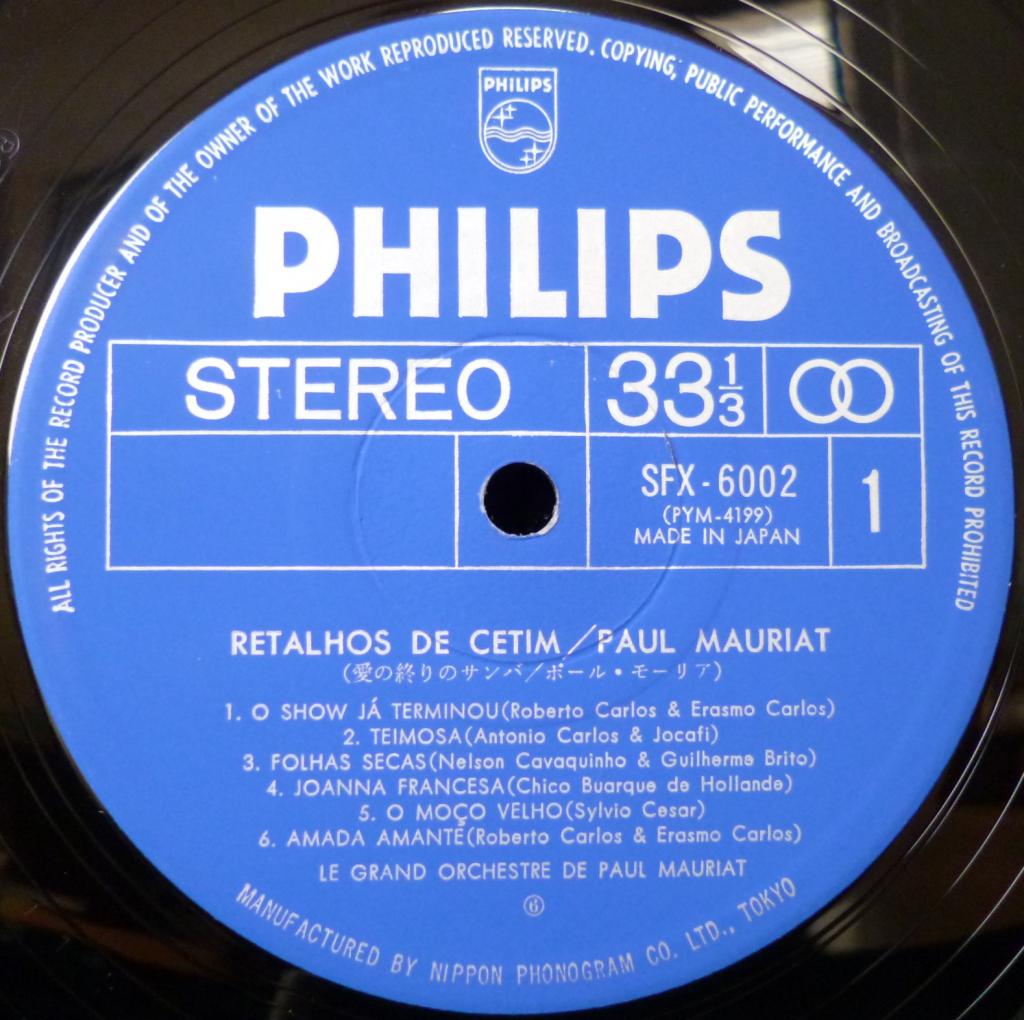 ALL RIGHTS OF THE RECORD PRODUCER AND OF THE OWNER OF THE WORK REPRODUCED RESERVED. COPYING, PUBLIC PERFORMANCE AND BROADCASTING OF THIS RECORD PROHIBITED
PHILIPS
PHILIPS
STEREO 33 1/3
SFX-6002
(PYM-4199)
MADE IN JAPAN
1
RETALHOS DE CETIM/PAUL MAURIAT
(愛の終りのサンバ/ポール・モーリア)
1. O SHOW JÁ TERMINOU(Roberto Carlos & Erasmo Carlos)
2. TEIMOSA(Antonio Carlos & Jocafi)
3. FOLHAS SECAS(Nelson Cavaquinho & Guilherme Brito)
4. JOANNA FRANCESA(Chico Buarque de Hollande)
5. O MOÇO VELHO(Sylvio Cesar)
6. AMADA AMANTE(Roberto Carlos & Erasmo Carlos)
LE GRAND ORCHESTRE DE PAUL MAURIAT
⑥
MANUFACTURED BY NIPPON PHONOGRAM CO. LTD., TOKYO